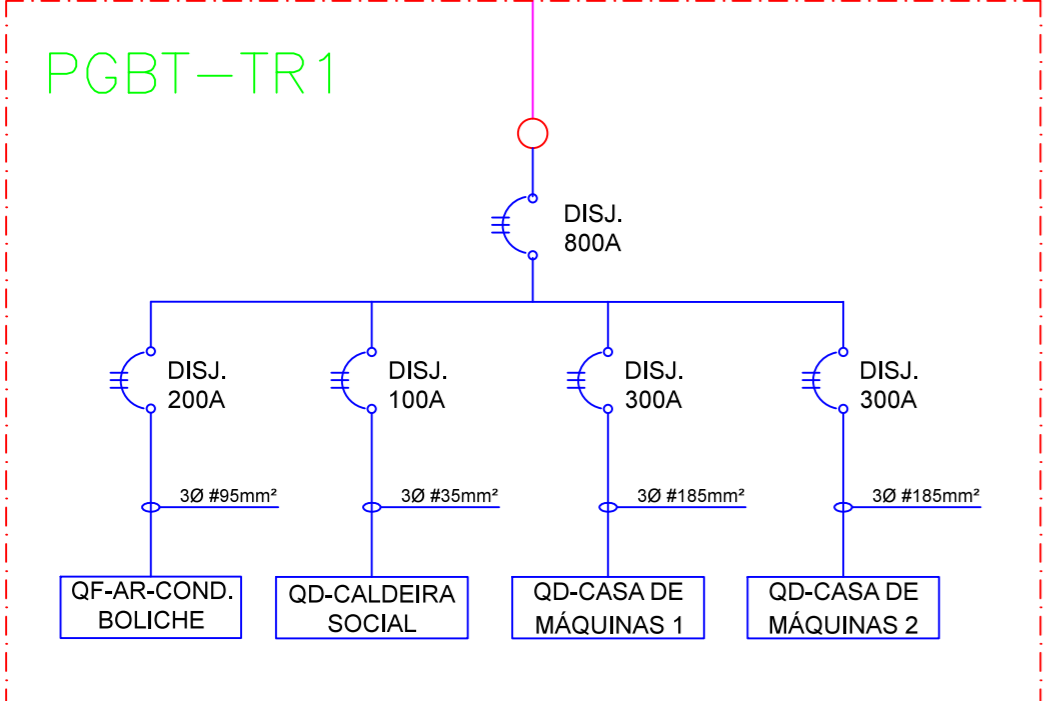 PGBT-TR1
DISJ.
800A
DISJ.
200A
DISJ.
100A
DISJ.
300A
DISJ.
300A
3Ø #95mm²
3Ø #35mm²
3Ø #185mm²
3Ø #185mm²
QF-AR-COND.
BOLICHE
QD-CALDEIRA
SOCIAL
QD-CASA DE
MÁQUINAS 1
QD-CASA DE
MÁQUINAS 2